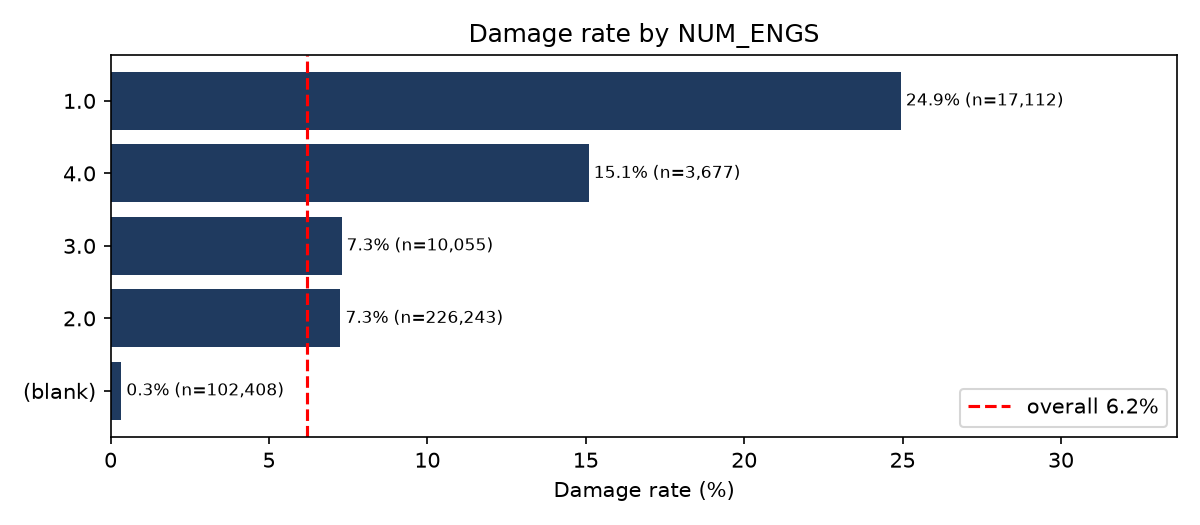 Damage rate by NUM_ENGS
1.0
24.9% (n=17,112)
4.0
15.1% (n=3,677)
3.0
7.3% (n=10,055)
2.0
7.3% (n=226,243)
(blank)
0.3% (n=102,408)
overall 6.2%
0 5 10 15 20 25 30
Damage rate (%)